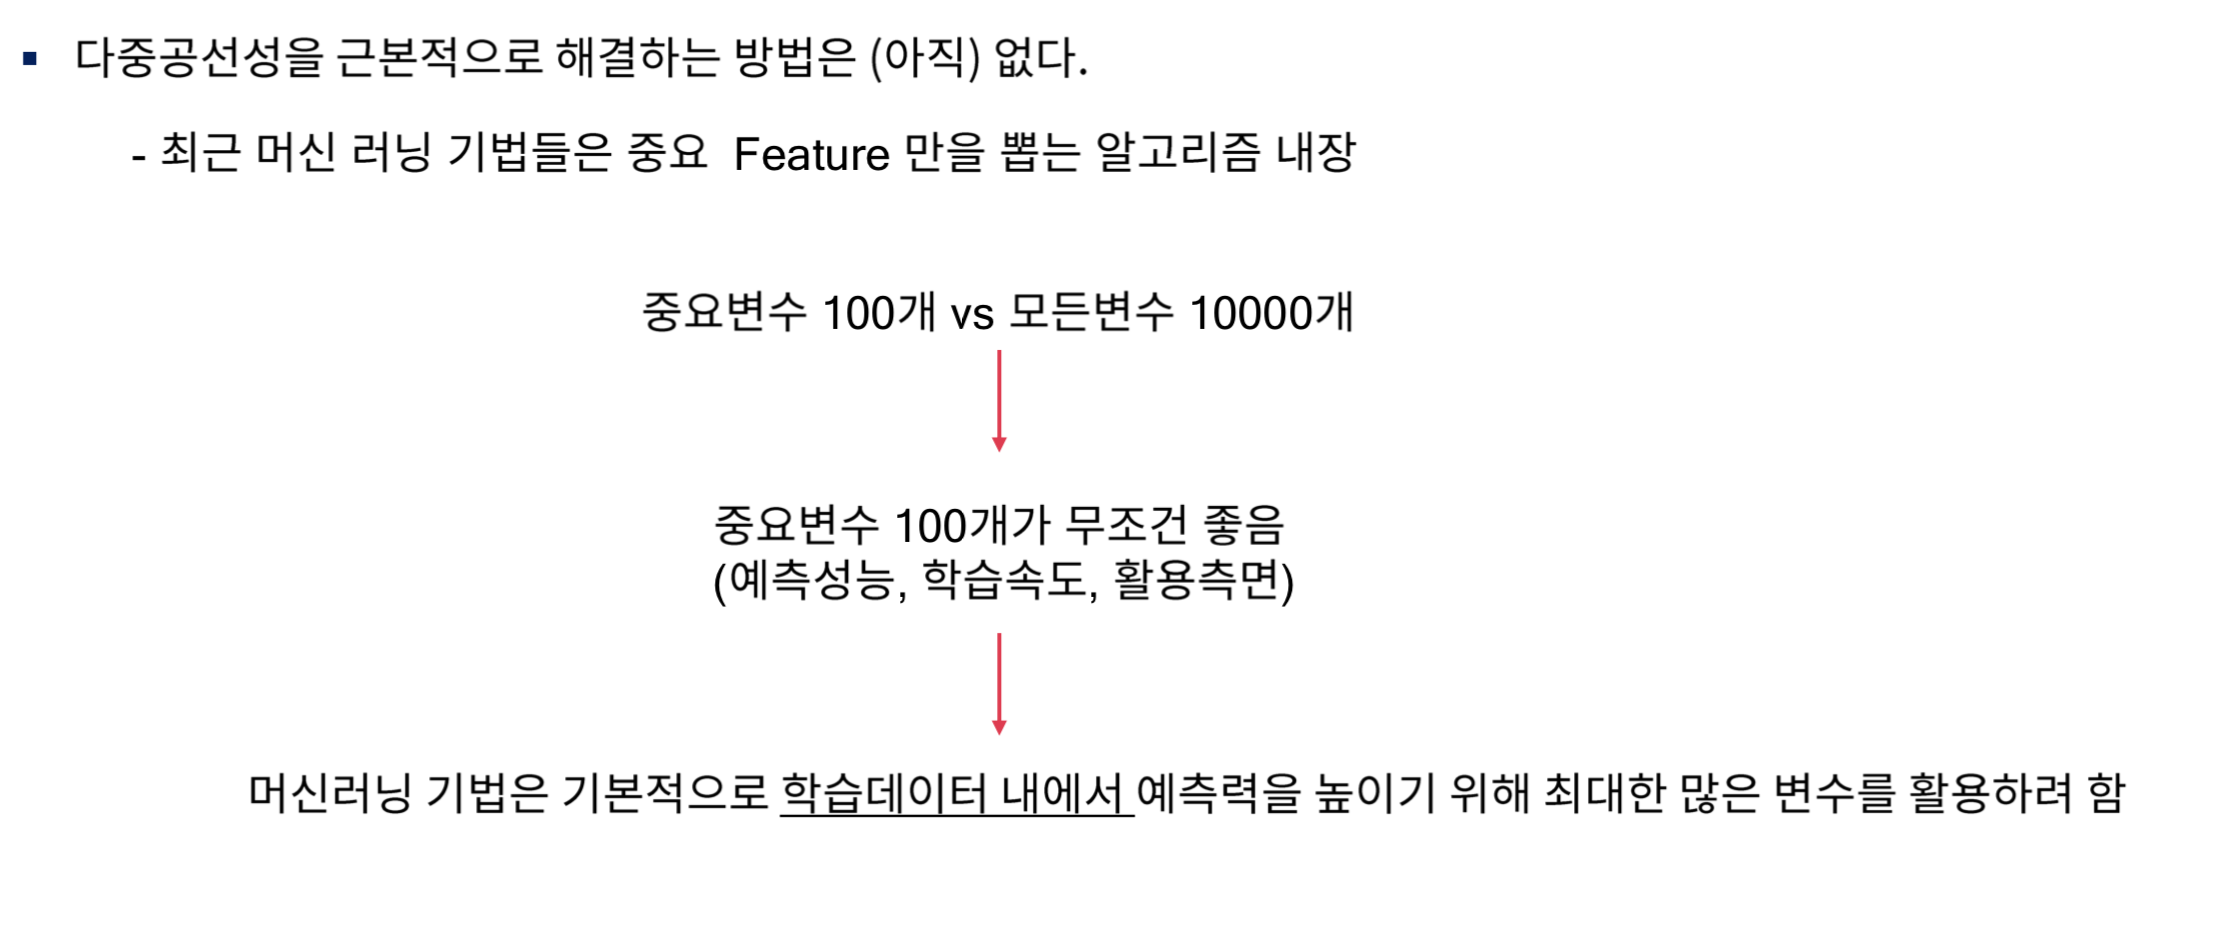 ▪ 다중공선성을 근본적으로 해결하는 방법은 (아직) 없다.
- 최근 머신 러닝 기법들은 중요 Feature 만을 뽑는 알고리즘 내장
중요변수 100개 vs 모든변수 10000개
중요변수 100개가 무조건 좋음
(예측성능, 학습속도, 활용측면)
머신러닝 기법은 기본적으로 학습데이터 내에서 예측력을 높이기 위해 최대한 많은 변수를 활용하려 함